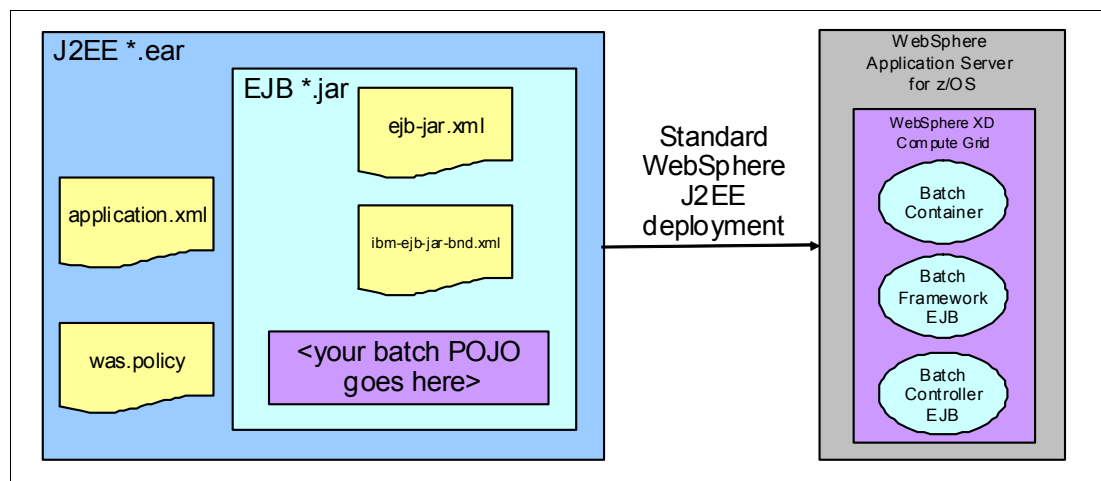 J2EE *.ear
EJB *.jar
ejb-jar.xml
application.xml
ibm-ejb-jar-bnd.xml
was.policy
<your batch POJO
goes here>
Standard
WebSphere
J2EE
deployment
WebSphere
Application Server
for z/OS
WebSphere XD
Compute Grid
Batch
Container
Batch
Framework
EJB
Batch
Controller
EJB